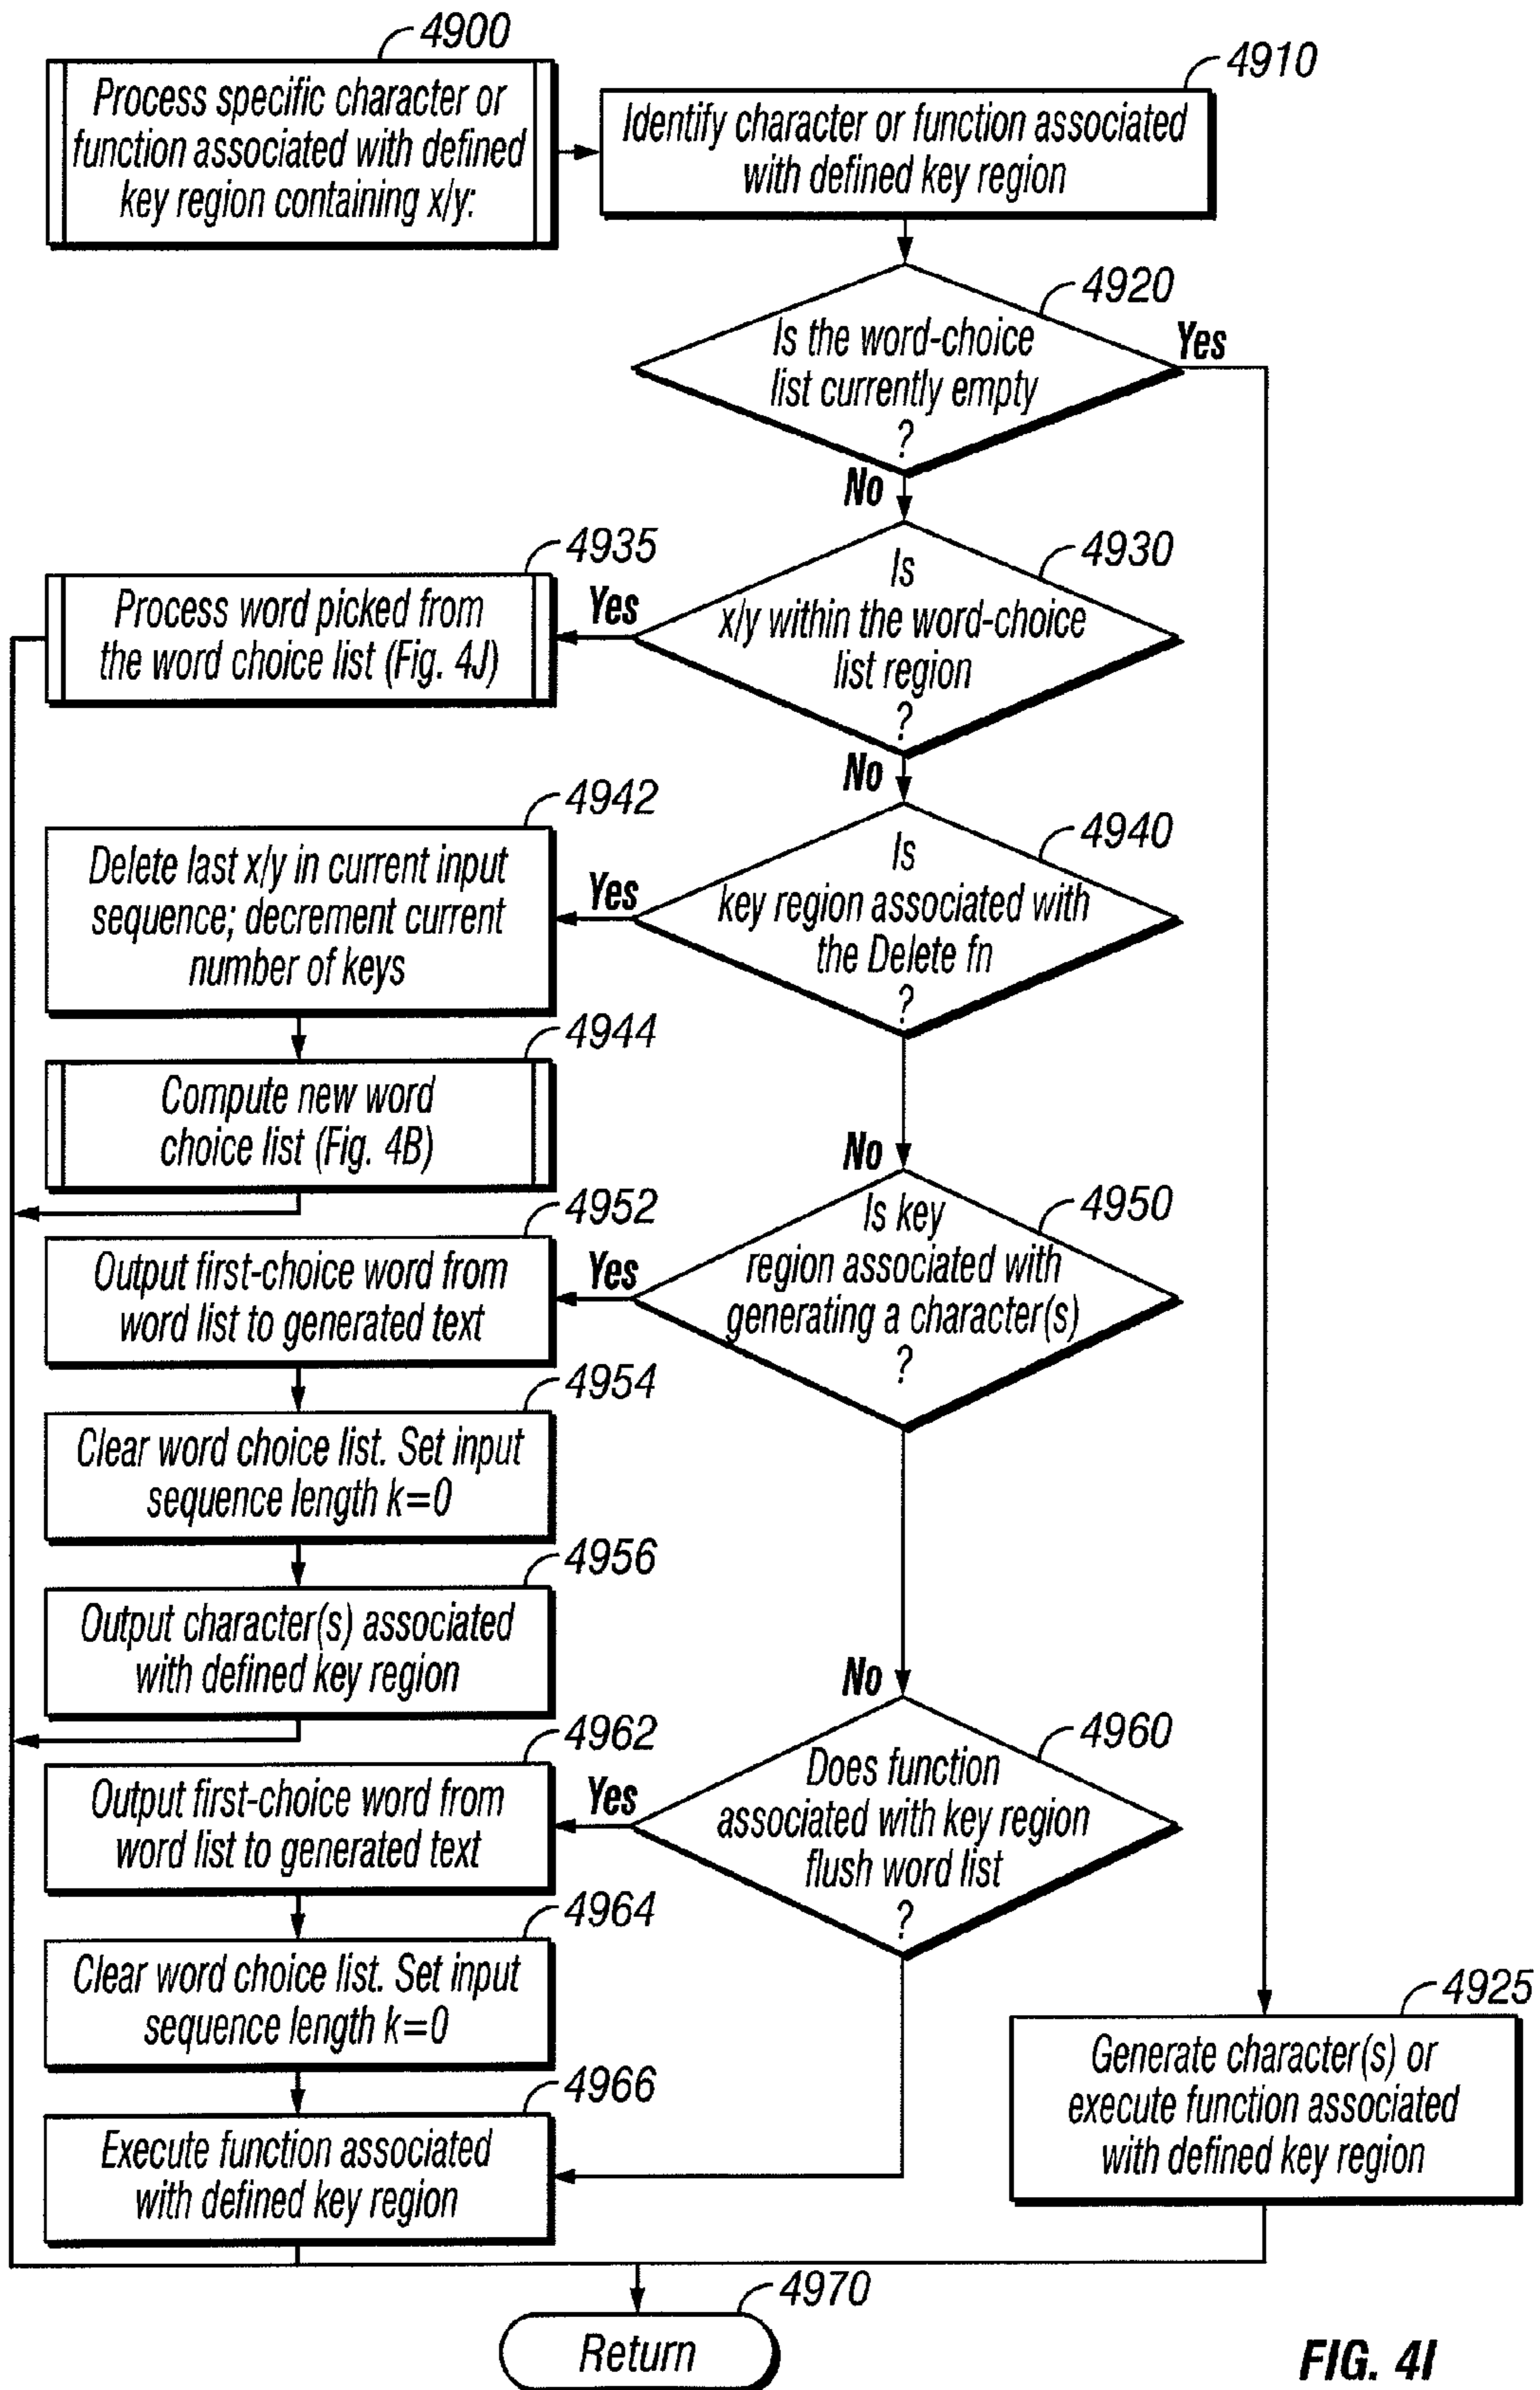 4900
Process specific character or
function associated with defined
key region containing x/y:
4910
Identify character or function associated
with defined key region
4920
Is the word-choice
list currently empty
?
Yes
No
4930
Is
x/y within the word-choice
list region
?
Yes
No
4935
Process word picked from
the word choice list (Fig. 4J)
4940
Is
key region associated with
the Delete fn
?
Yes
No
4942
Delete last x/y in current input
sequence; decrement current
number of keys
4944
Compute new word
choice list (Fig. 4B)
4950
Is key
region associated with
generating a character(s)
?
Yes
No
4952
Output first-choice word from
word list to generated text
4954
Clear word choice list. Set input
sequence length k=0
4956
Output character(s) associated
with defined key region
4960
Does function
associated with key region
flush word list
?
Yes
4962
Output first-choice word from
word list to generated text
4964
Clear word choice list. Set input
sequence length k=0
4966
Execute function associated
with defined key region
4925
Generate character(s) or
execute function associated
with defined key region
4970
Return
FIG. 4I